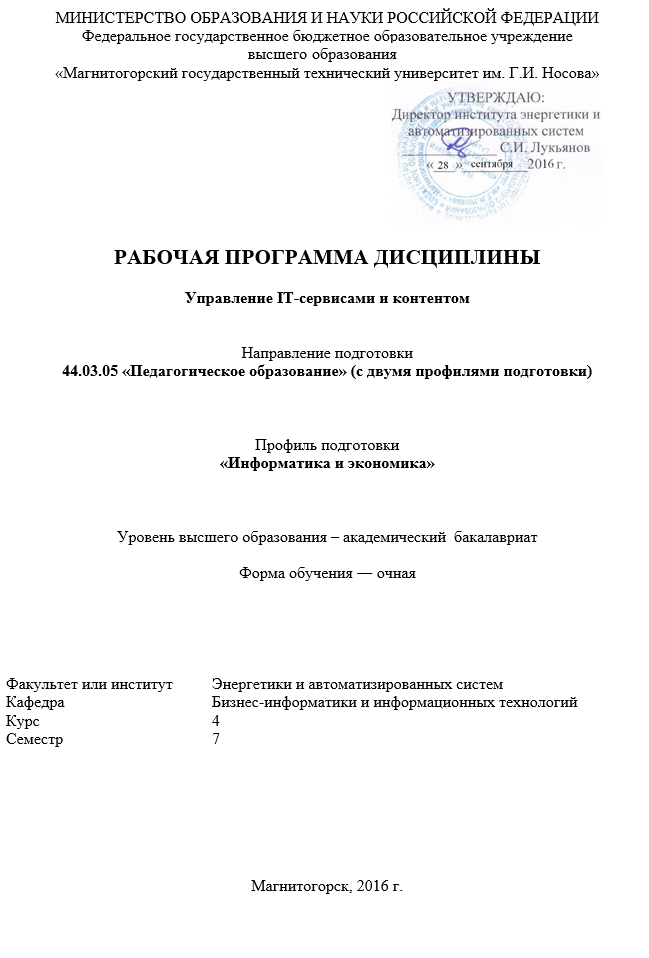 МИНИСТЕРСТВО ОБРАЗОВАНИЯ И НАУКИ РОССИЙСКОЙ ФЕДЕРАЦИИ
Федеральное государственное бюджетное образовательное учреждение
высшего образования
«Магнитогорский государственный технический университет им. Г.И. Носова»
УТВЕРЖДАЮ:
Директор института энергетики и
автоматизированных систем
С.И. Лукьянов
«28» сентября 2016 г.
РАБОЧАЯ ПРОГРАММА ДИСЦИПЛИНЫ
Управление IT-сервисами и контентом
Направление подготовки
44.03.05 «Педагогическое образование» (с двумя профилями подготовки)
Профиль подготовки
«Информатика и экономика»
Уровень высшего образования – академический бакалавриат
Форма обучения — очная
Факультет или институт Энергетики и автоматизированных систем
Кафедра Бизнес-информатики и информационных технологий
Курс 4
Семестр 7
Магнитогорск, 2016 г.